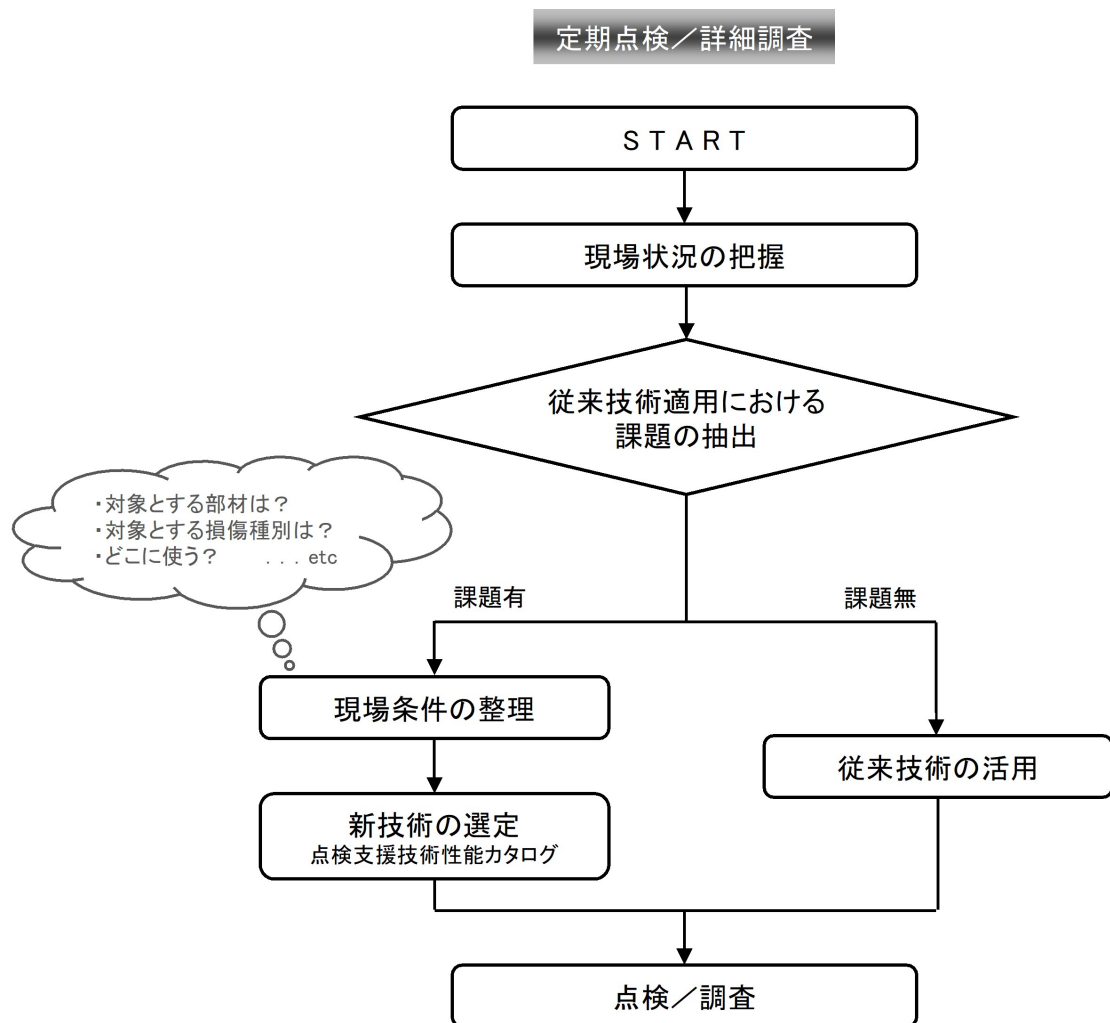 定期点検／詳細調査
ＳＴＡＲＴ
現場状況の把握
従来技術適用における
課題の抽出
・対象とする部材は？
・対象とする損傷種別は？
・どこに使う？　　．．．etc
課題有
課題無
現場条件の整理
従来技術の活用
新技術の選定
点検支援技術性能カタログ
点検／調査